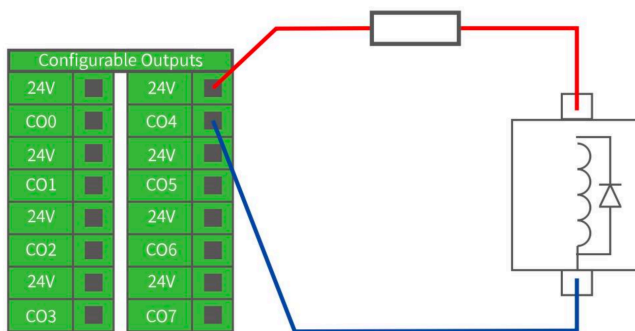 Configurable Outputs
24V 24V
CO0 CO4
24V 24V
CO1 CO5
24V 24V
CO2 CO6
24V 24V
CO3 CO7